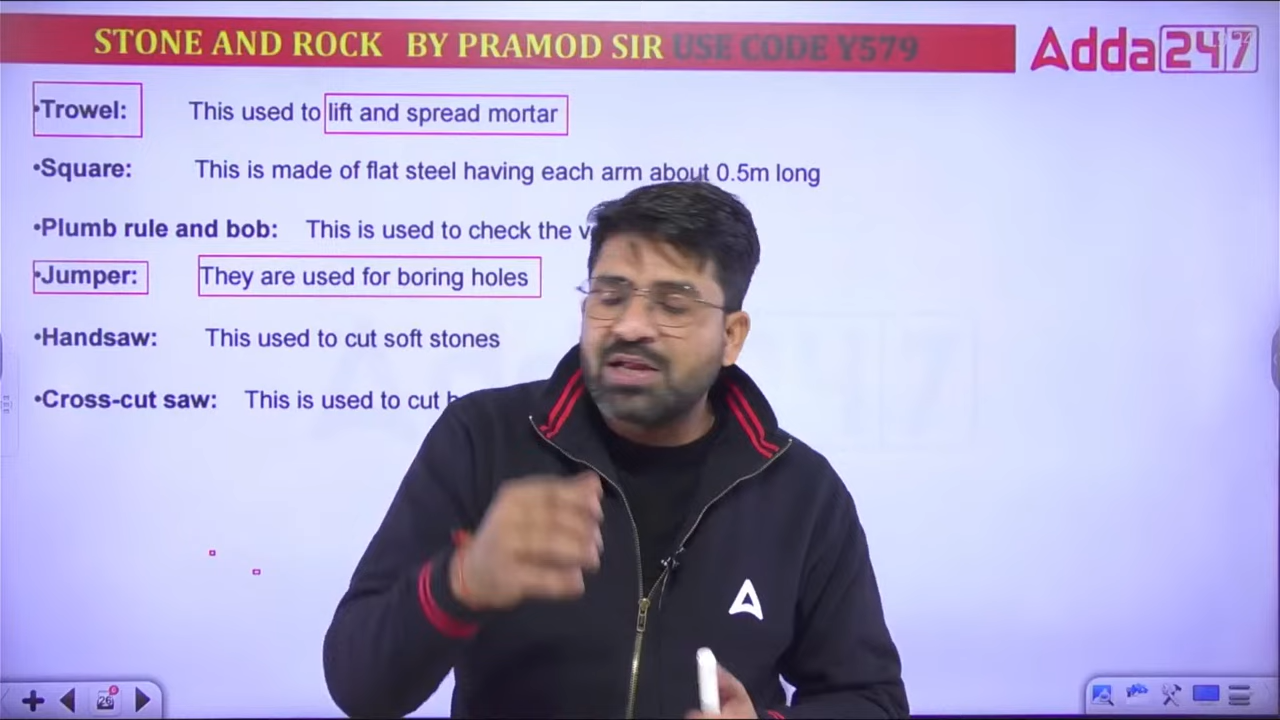 STONE AND ROCK BY PRAMOD SIR USE CODE Y579
Adda247
•Trowel: This used to lift and spread mortar
•Square: This is made of flat steel having each arm about 0.5m long
•Plumb rule and bob: This is used to check the
•Jumper: They are used for boring holes
•Handsaw: This used to cut soft stones
•Cross-cut saw: This is used to cut
26